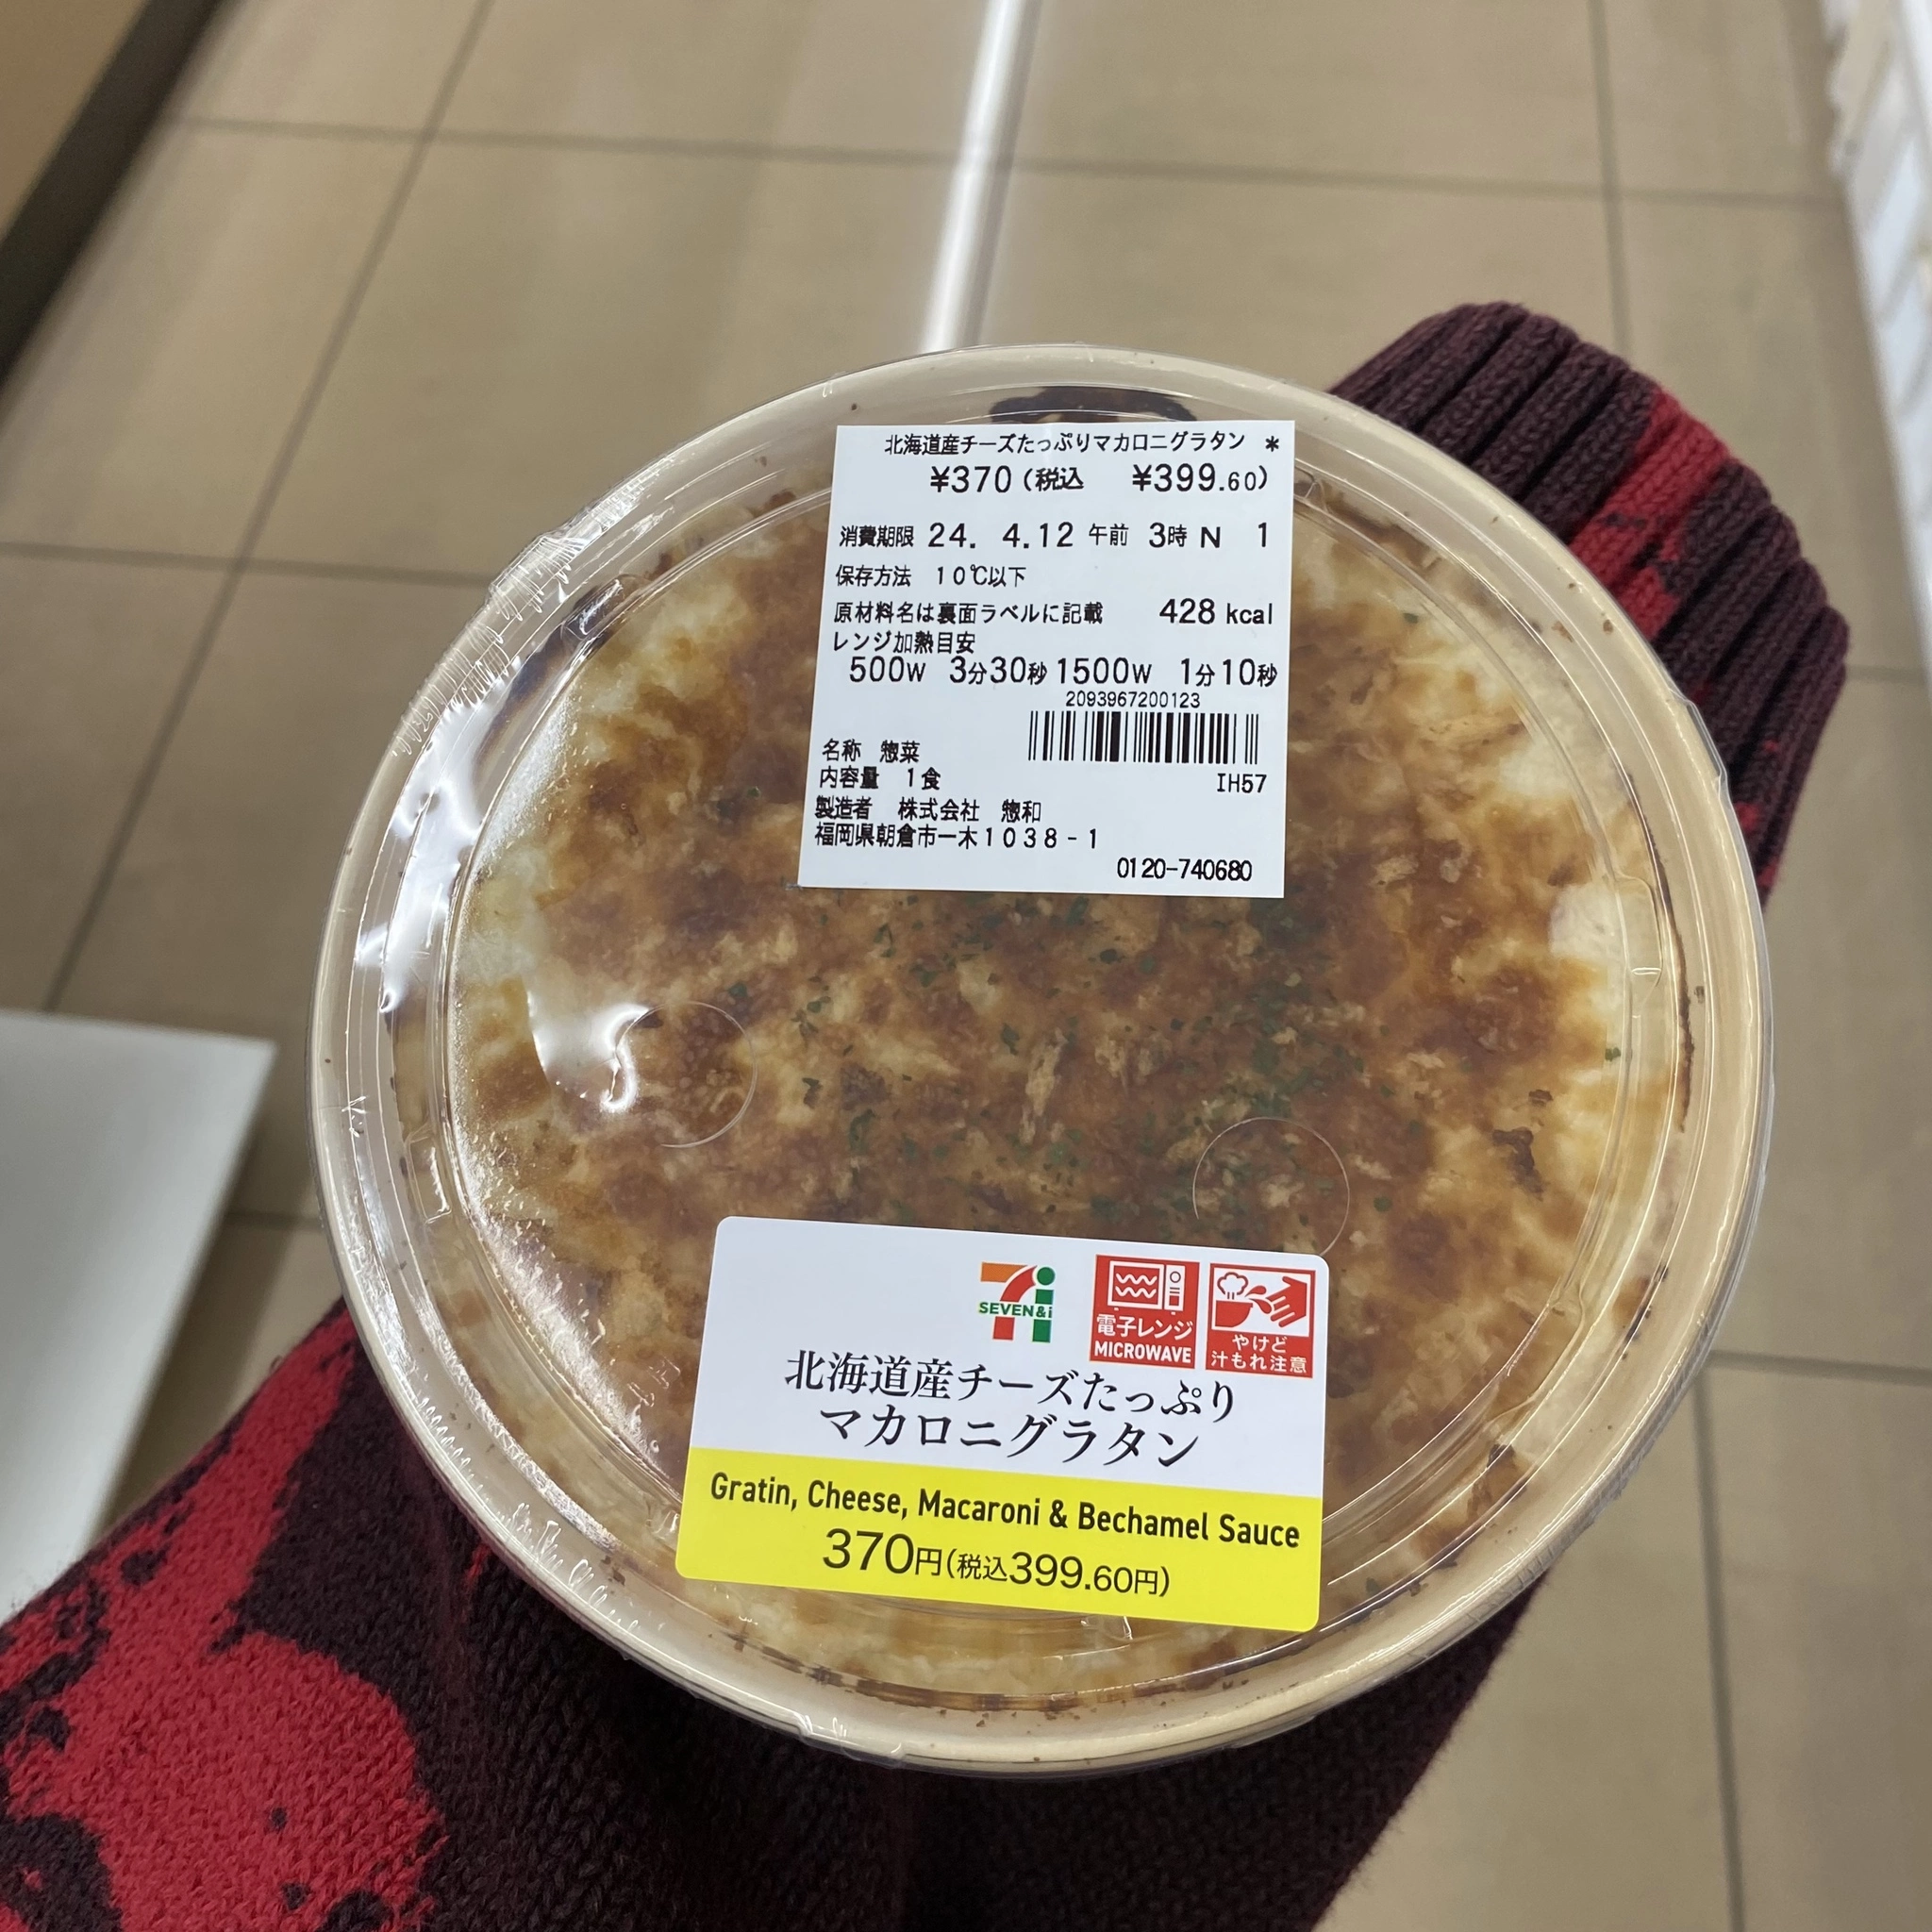 北海道産チーズたっぷりマカロニグラタン *
¥370(税込 ¥399.60)
消費期限 24. 4.12 午前 3時 N 1
保存方法 10℃以下
原材料名は裏面ラベルに記載 428 kcal
レンジ加熱目安
500W 3分30秒 1500W 1分10秒
2093967200123
名称 惣菜
内容量 1食
IH57
製造者 株式会社 惣和
福岡県朝倉市一木1038-1
0120-740680
SEVEN&i
電子レンジ
MICROWAVE
やけど
汁もれ注意
北海道産チーズたっぷり
マカロニグラタン
Gratin, Cheese, Macaroni & Bechamel Sauce
370円(税込399.60円)